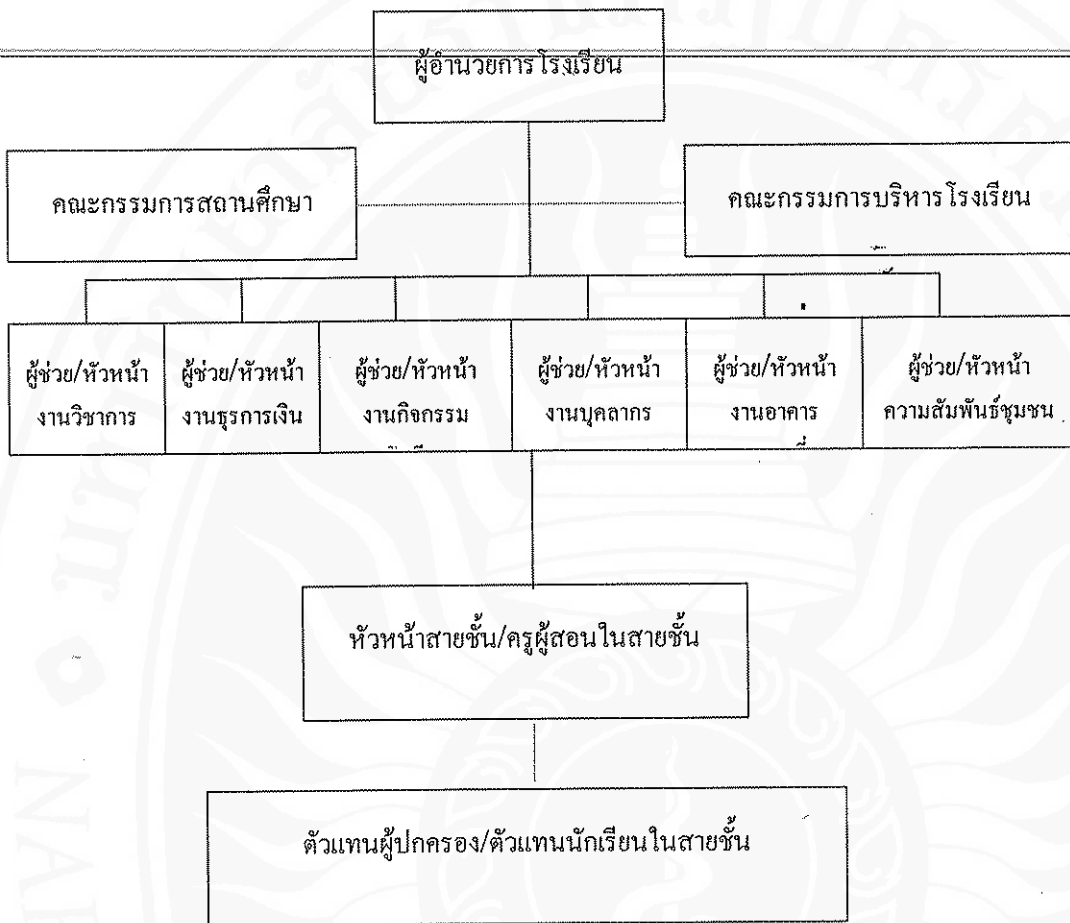 ผู้อำนวยการโรงเรียน
คณะกรรมการสถานศึกษา
คณะกรรมการบริหารโรงเรียน
ผู้ช่วย/หัวหน้า
งานวิชาการ
ผู้ช่วย/หัวหน้า
งานธุรการเงิน
ผู้ช่วย/หัวหน้า
งานกิจกรรม
ผู้ช่วย/หัวหน้า
งานบุคลากร
ผู้ช่วย/หัวหน้า
งานอาคาร
ผู้ช่วย/หัวหน้า
ความสัมพันธ์ชุมชน
หัวหน้าสายชั้น/ครูผู้สอนในสายชั้น
ตัวแทนผู้ปกครอง/ตัวแทนนักเรียนในสายชั้น